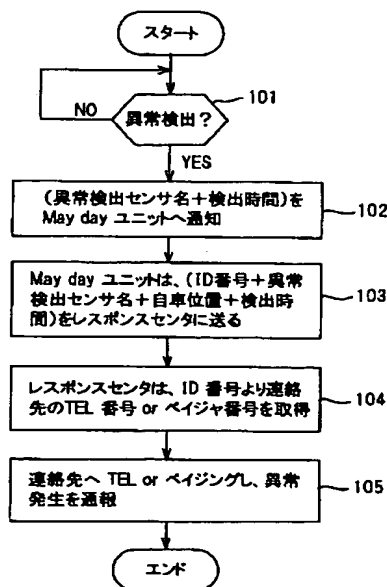 スタート
101
NO
異常検出?
YES
(異常検出センサ名+検出時間)を
May day ユニットへ通知
102
May day ユニットは、(ID番号+異常
検出センサ名+自車位置+検出時
間)をレスポンスセンタに送る
103
レスポンスセンタは、ID 番号より連絡
先のTEL 番号 or ペイジャ番号を取得
104
連絡先へ TEL or ペイジングし、異常
発生を通報
105
エンド